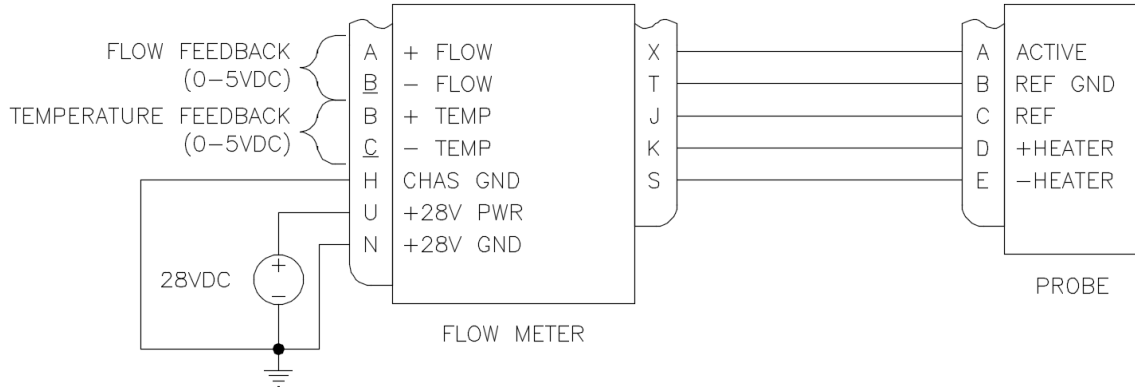 FLOW FEEDBACK
(0-5VDC)
TEMPERATURE FEEDBACK
(0-5VDC)
A + FLOW
B - FLOW
B + TEMP
C - TEMP
H CHAS GND
U +28V PWR
N +28V GND
28VDC
+
-
FLOW METER
X
T
J
K
S
A ACTIVE
B REF GND
C REF
D +HEATER
E -HEATER
PROBE